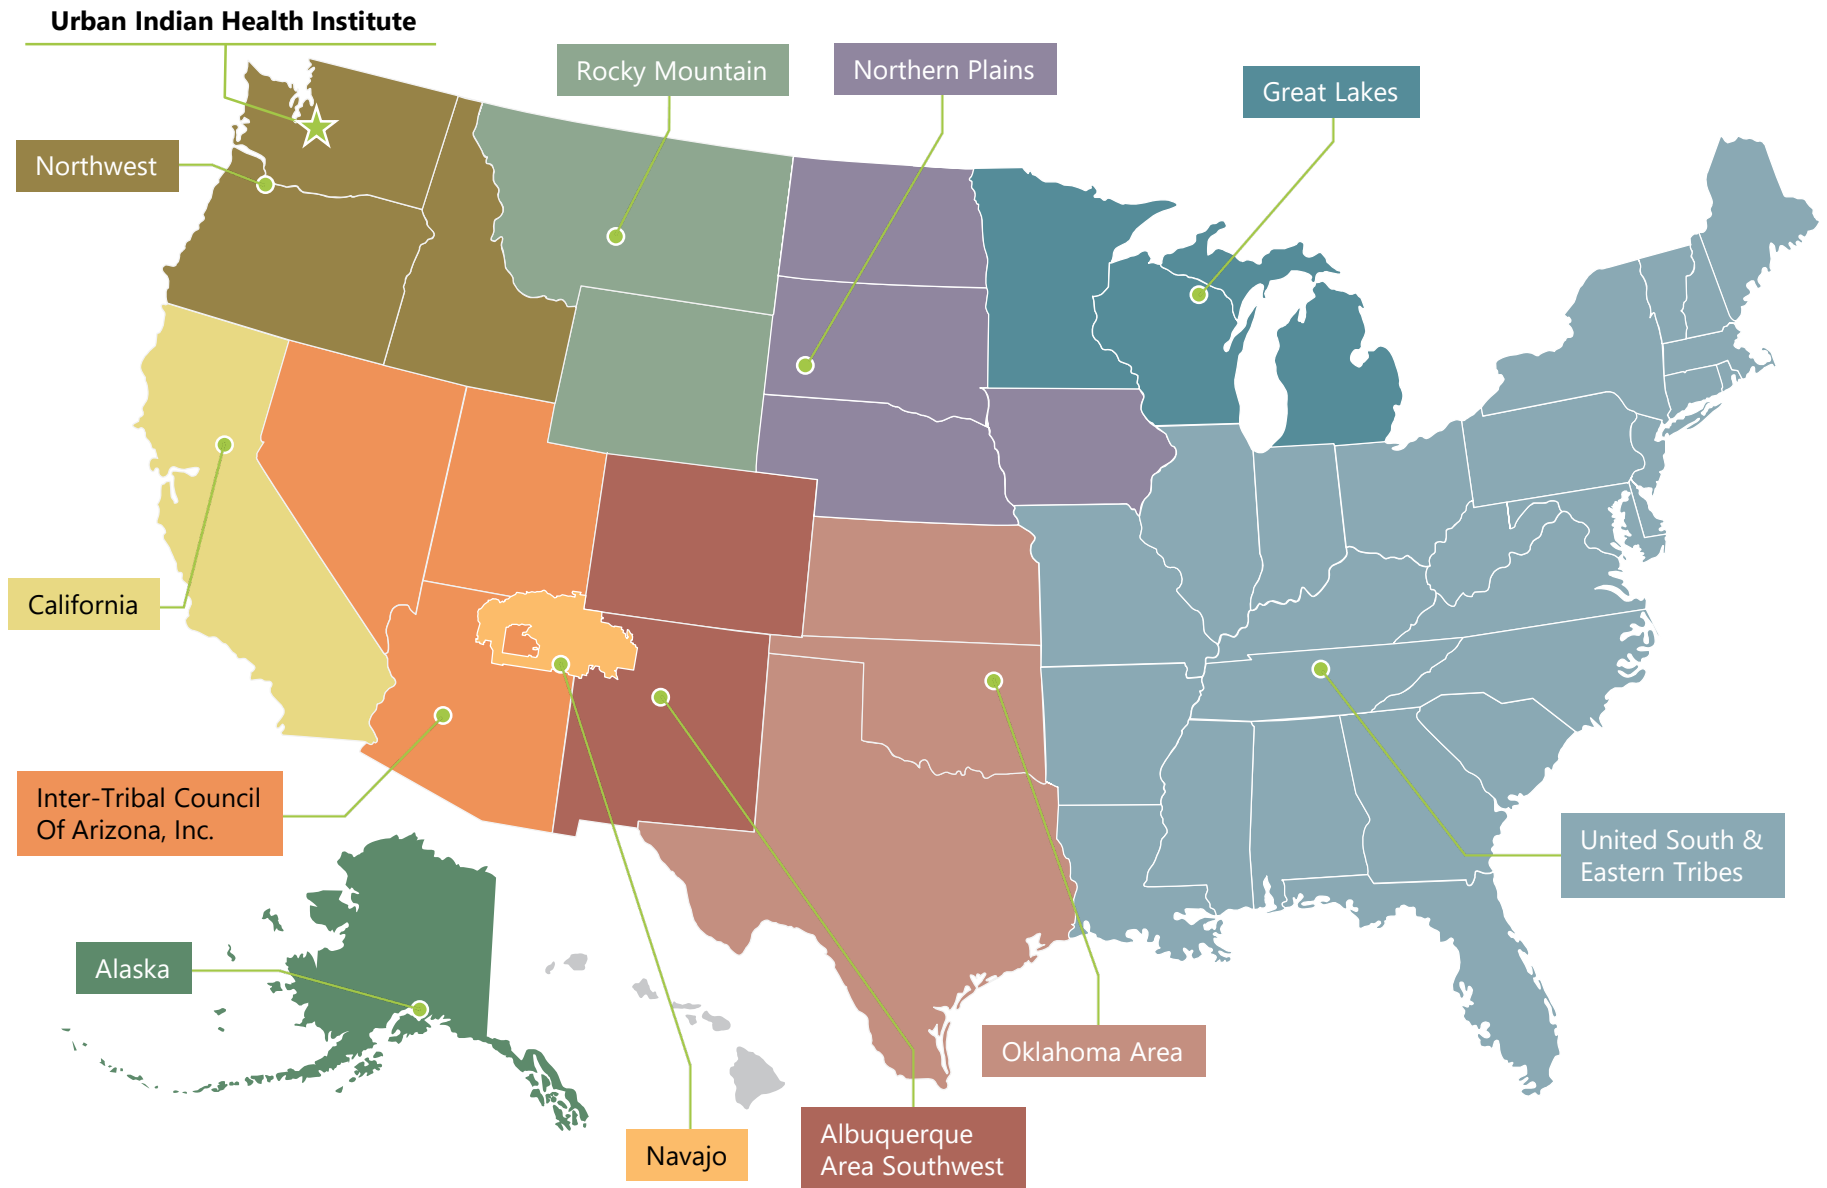 Urban Indian Health Institute
Rocky Mountain
Northern Plains
Great Lakes
Northwest
California
Inter-Tribal Council
Of Arizona, Inc.
United South &
Eastern Tribes
Alaska
Oklahoma Area
Navajo
Albuquerque
Area Southwest